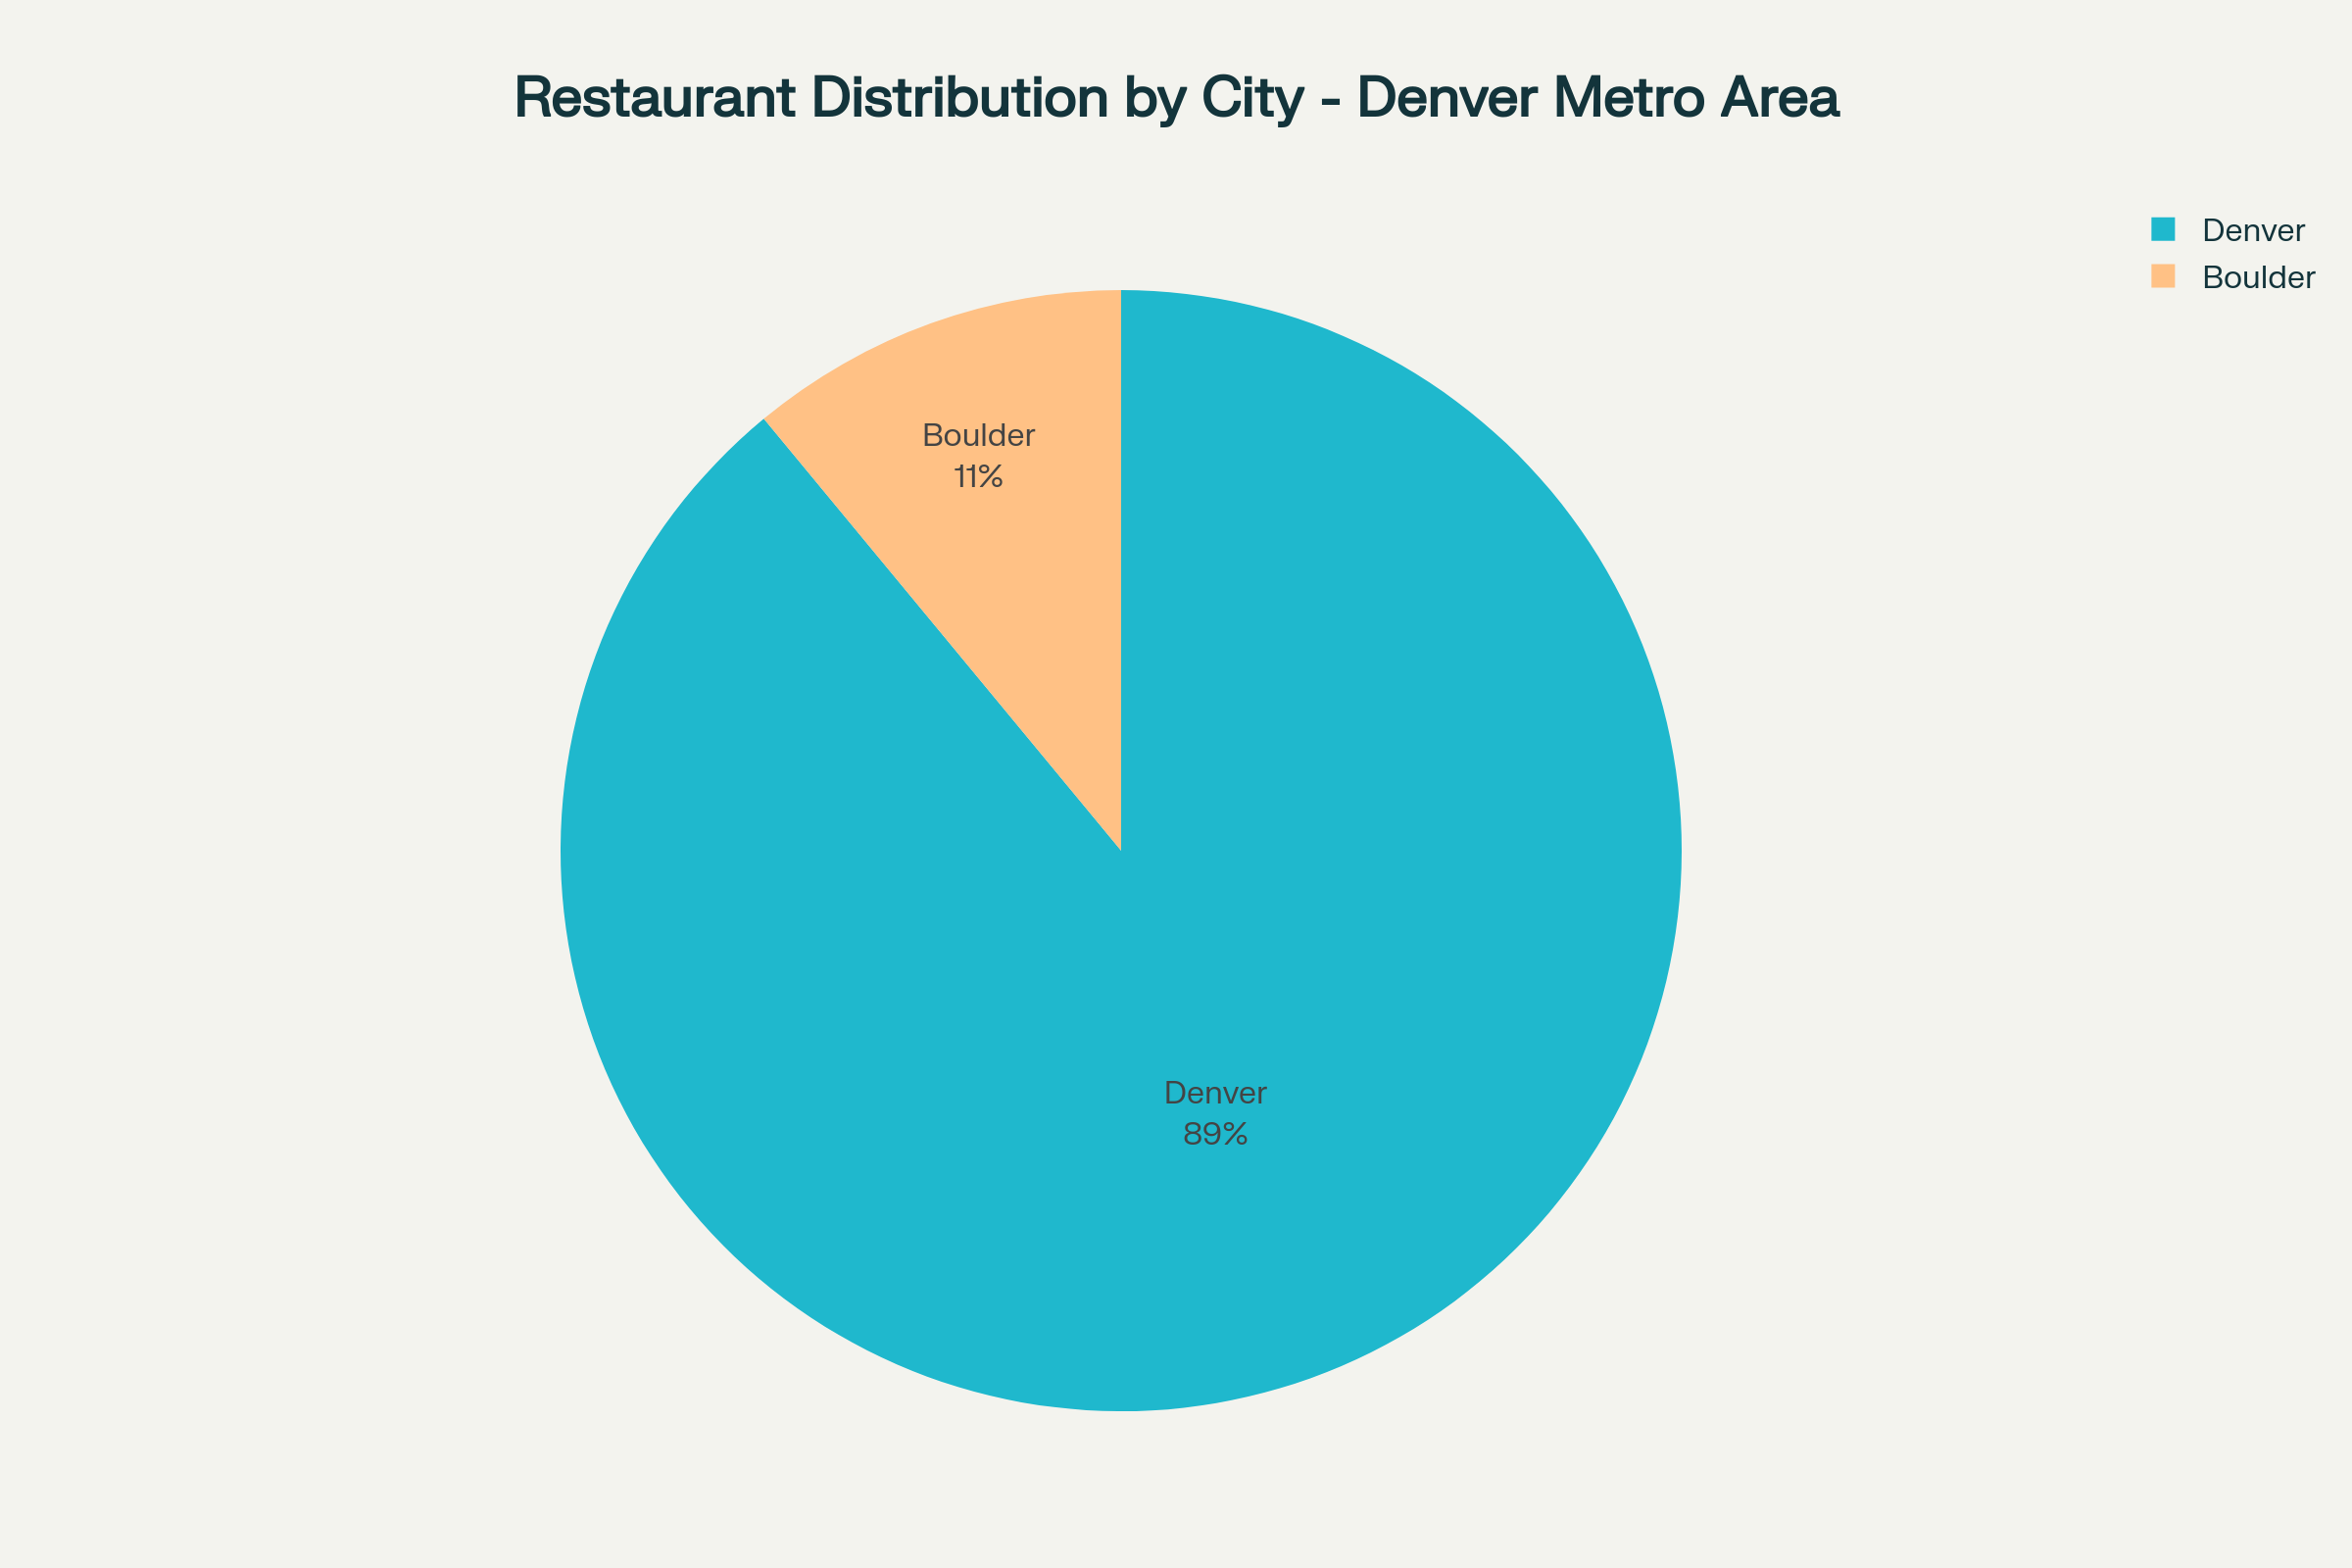 Restaurant Distribution by City - Denver Metro Area
Denver
Boulder
Boulder
11%
Denver
89%